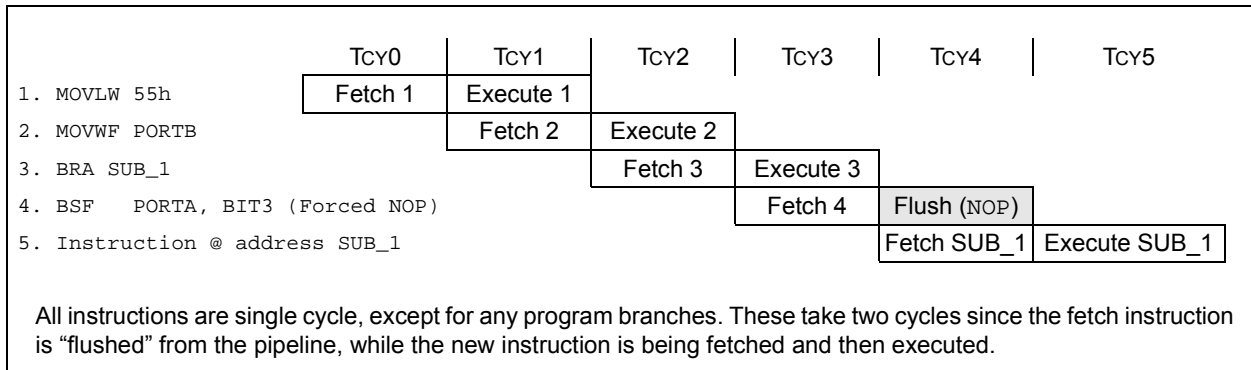 TCY0 TCY1 TCY2 TCY3 TCY4 TCY5
1. MOVLW 55h Fetch 1 Execute 1
2. MOVWF PORTB Fetch 2 Execute 2
3. BRA SUB_1 Fetch 3 Execute 3
4. BSF PORTA, BIT3 (Forced NOP) Fetch 4 Flush (NOP)
5. Instruction @ address SUB_1 Fetch SUB_1 Execute SUB_1
All instructions are single cycle, except for any program branches. These take two cycles since the fetch instruction
is “flushed” from the pipeline, while the new instruction is being fetched and then executed.